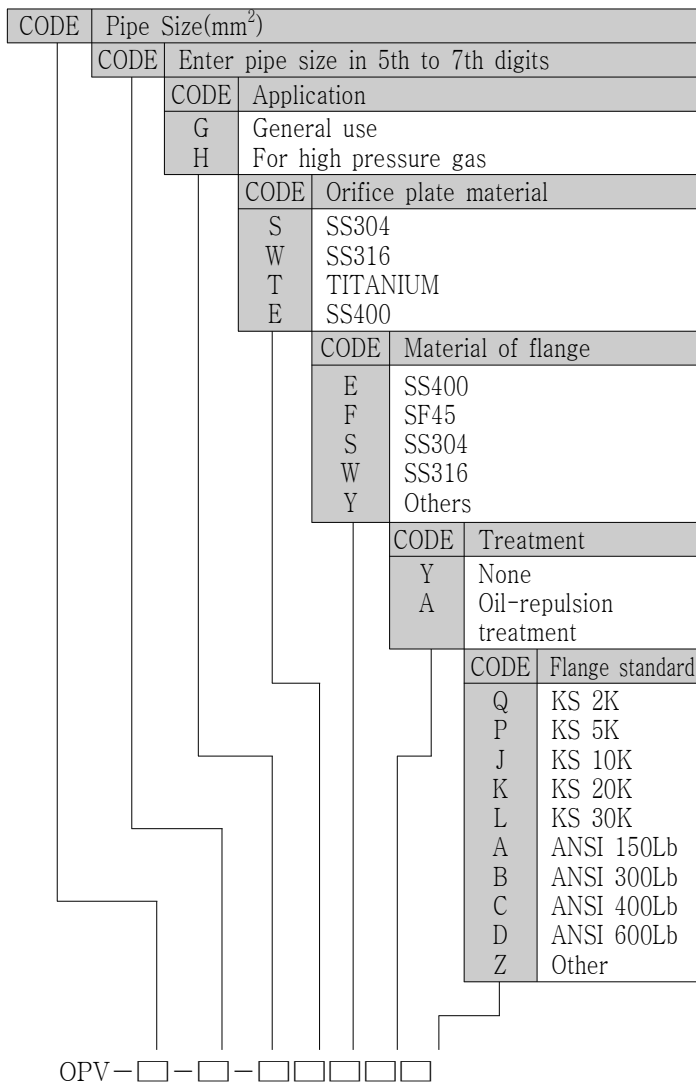 CODE Pipe Size(mm²)
CODE Enter pipe size in 5th to 7th digits
CODE Application
G General use
H For high pressure gas
CODE Orifice plate material
S SS304
W SS316
T TITANIUM
E SS400
CODE Material of flange
E SS400
F SF45
S SS304
W SS316
Y Others
CODE Treatment
Y None
A Oil-repulsion
treatment
CODE Flange standard
Q KS 2K
P KS 5K
J KS 10K
K KS 20K
L KS 30K
A ANSI 150Lb
B ANSI 300Lb
C ANSI 400Lb
D ANSI 600Lb
Z Other
OPV-□-□-□□□□□